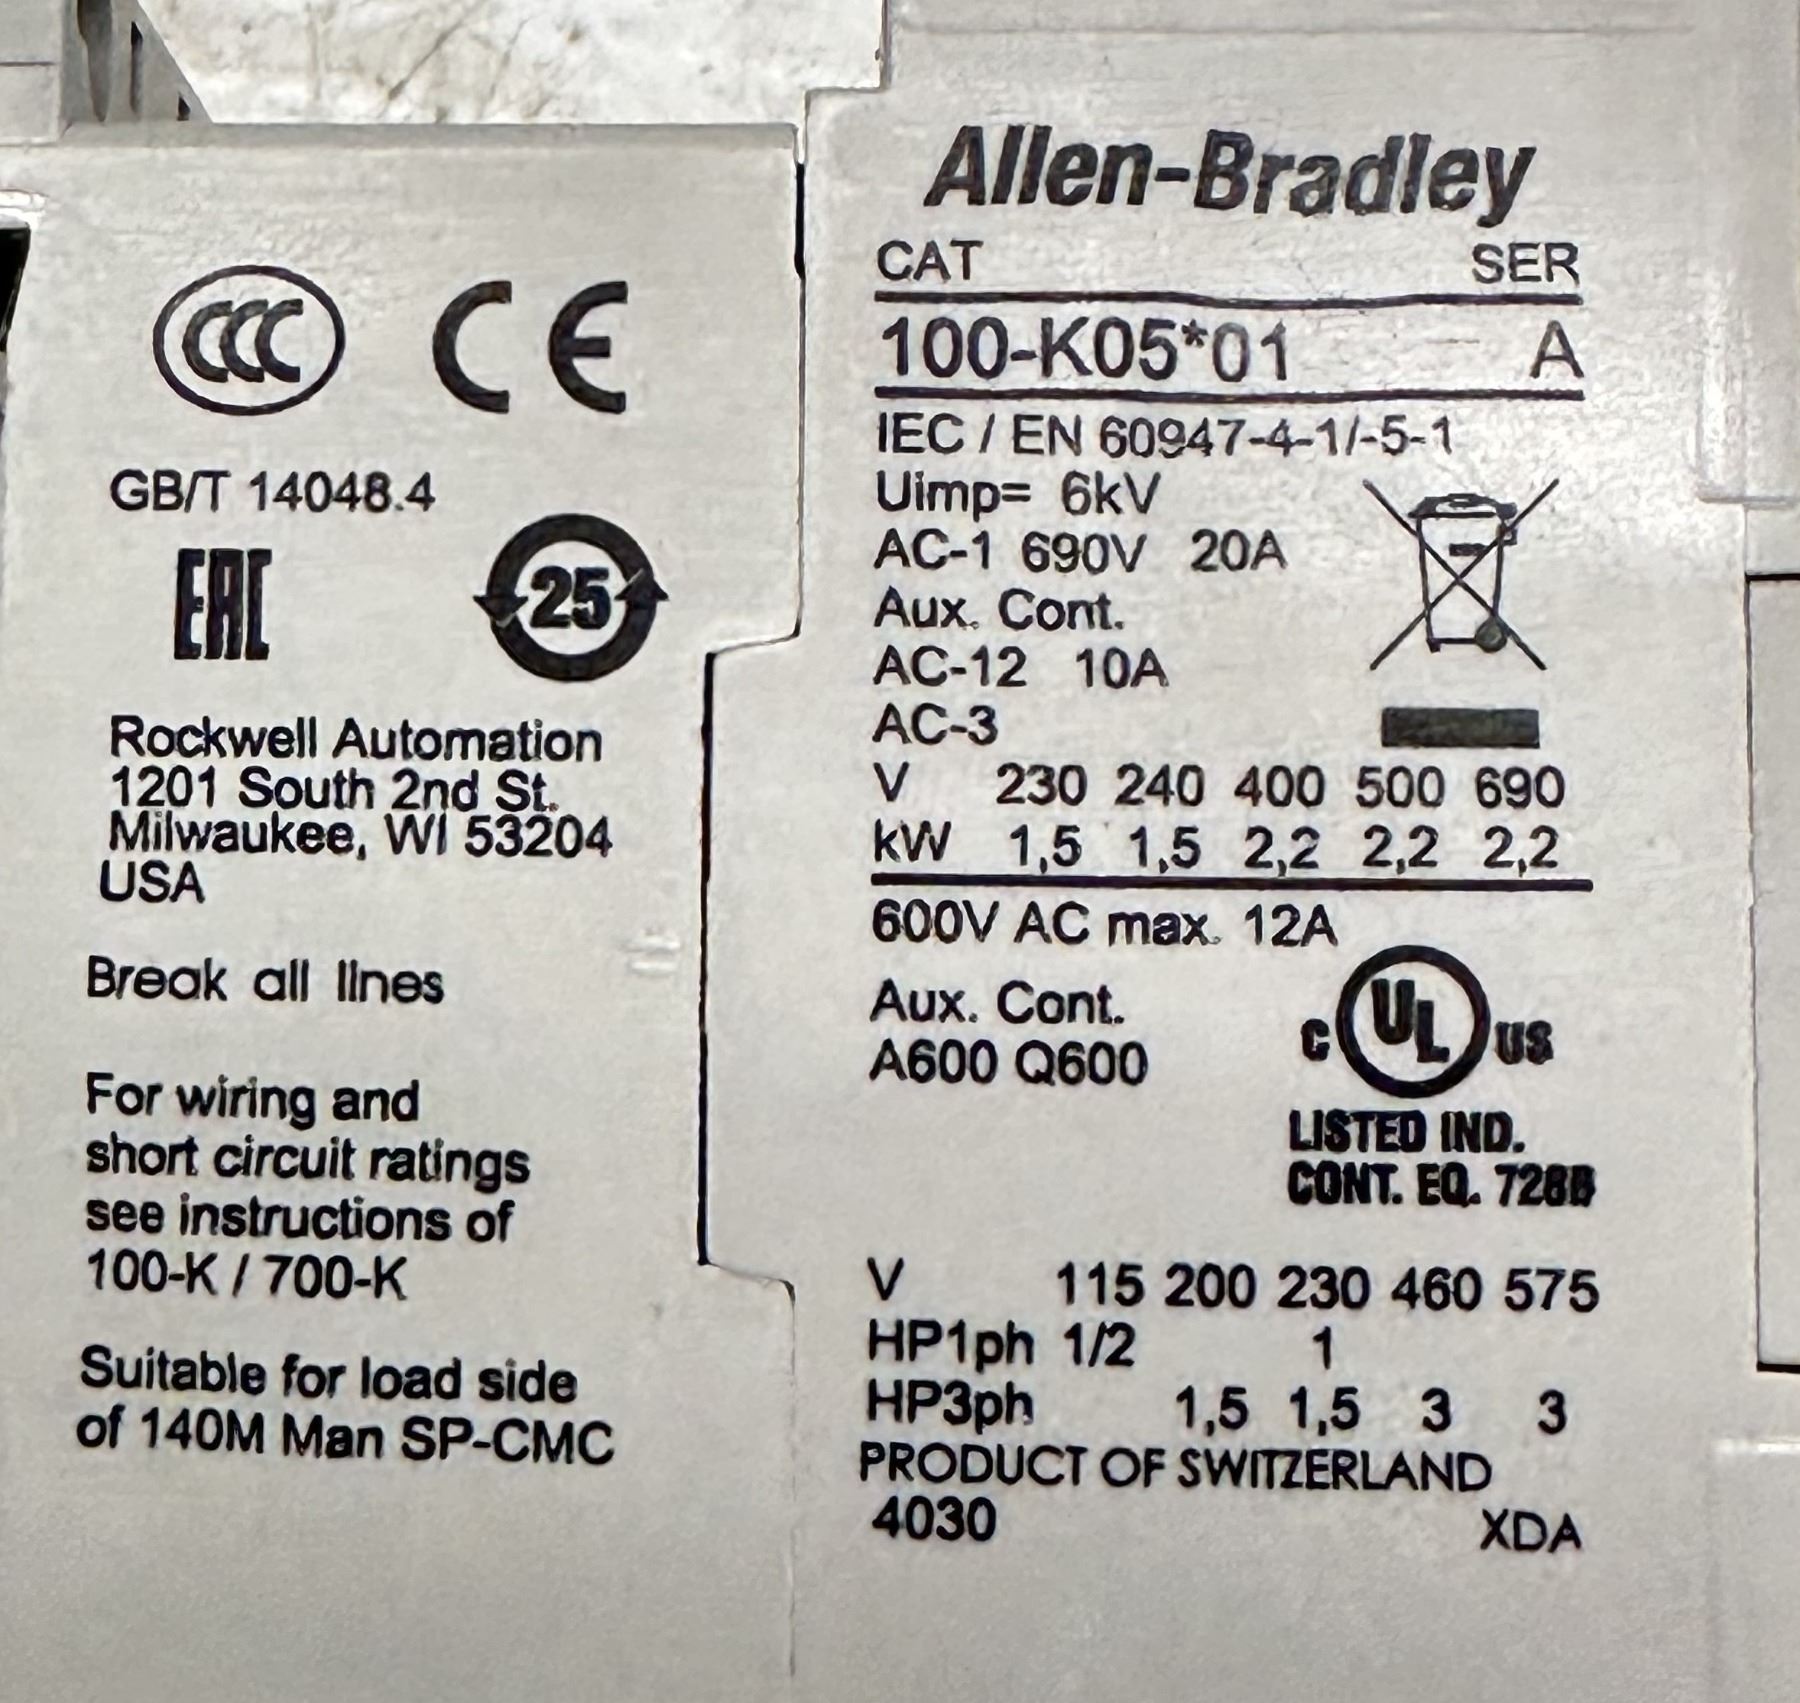 CCC CE
GB/T 14048.4
EAC 25
Rockwell Automation
1201 South 2nd St.
Milwaukee, WI 53204
USA
Break all lines
For wiring and
short circuit ratings
see instructions of
100-K / 700-K
Suitable for load side
of 140M Man SP-CMC
Allen-Bradley
CAT SER
100-K05*01 A
IEC / EN 60947-4-1/-5-1
Uimp= 6kV
AC-1 690V 20A
Aux. Cont.
AC-12 10A
AC-3
V 230 240 400 500 690
kW 1,5 1,5 2,2 2,2 2,2
600V AC max. 12A
Aux. Cont.
A600 Q600
C UL US
LISTED IND.
CONT. EQ.
V 115 200 230 460 575
HP1ph 1/2 1
HP3ph 1,5 1,5 3 3
PRODUCT OF SWITZERLAND
4030 XDA